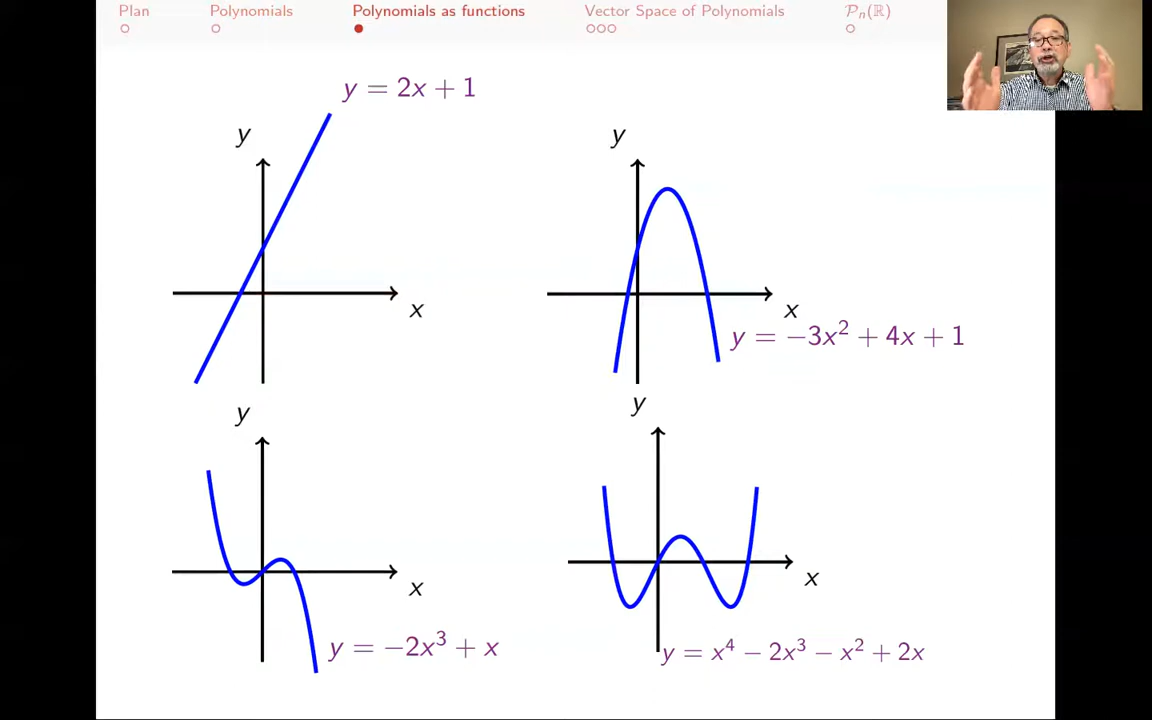 Plan
Polynomials
Polynomials as functions
Vector Space of Polynomials
𝒫ₙ(ℝ)
y = 2x + 1
y
x
y
x
y = −3x² + 4x + 1
y
x
y = −2x³ + x
y
x
y = x⁴ − 2x³ − x² + 2x